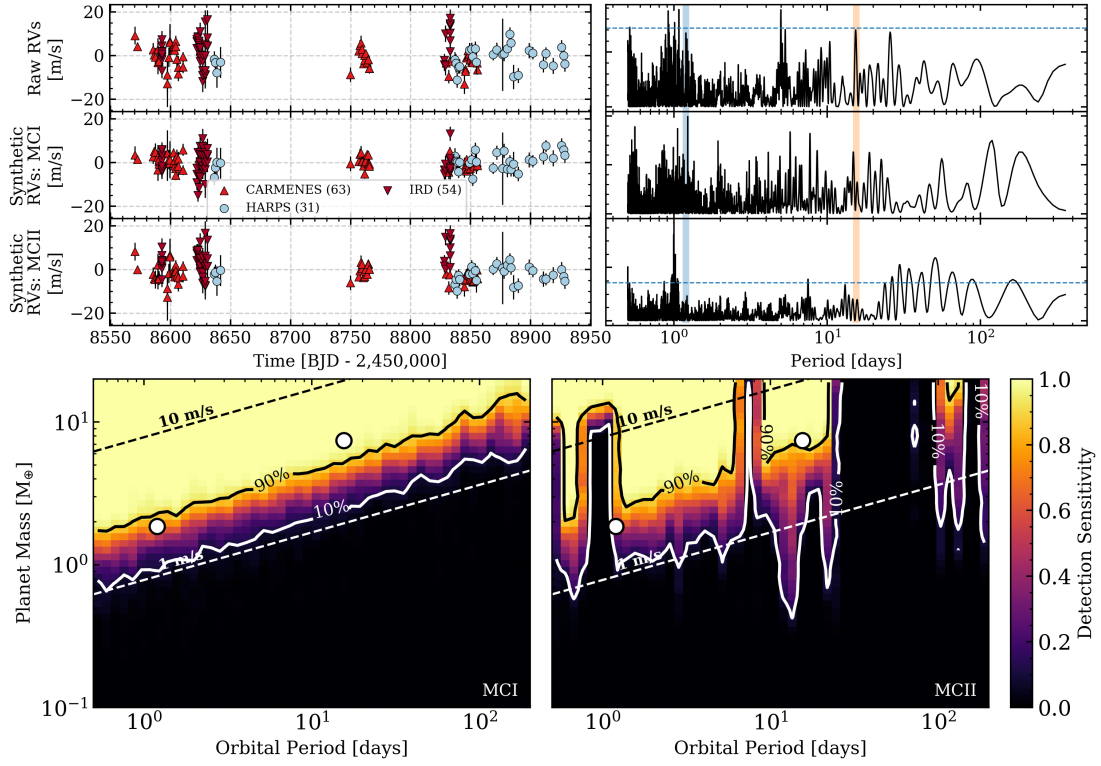 20
0
−20
Raw RVs
[m/s]
20
0
−20
Synthetic
RVs: MCI
[m/s]
CARMENES (63)
IRD (54)
HARPS (31)
20
0
−20
Synthetic
RVs: MCII
[m/s]
8550 8600 8650 8700 8750 8800 8850 8900 8950
Time [BJD - 2,450,000]
10⁰ 10¹ 10²
Period [days]
10 m/s
90%
10%
1 m/s
MCI
10¹
10⁰
10⁻¹
Planet Mass [M⊕]
10⁰ 10¹ 10²
Orbital Period [days]
10 m/s
90%
90%
10%
10%
10%
1 m/s
MCII
10⁰ 10¹ 10²
Orbital Period [days]
1.0
0.8
0.6
0.4
0.2
0.0
Detection Sensitivity